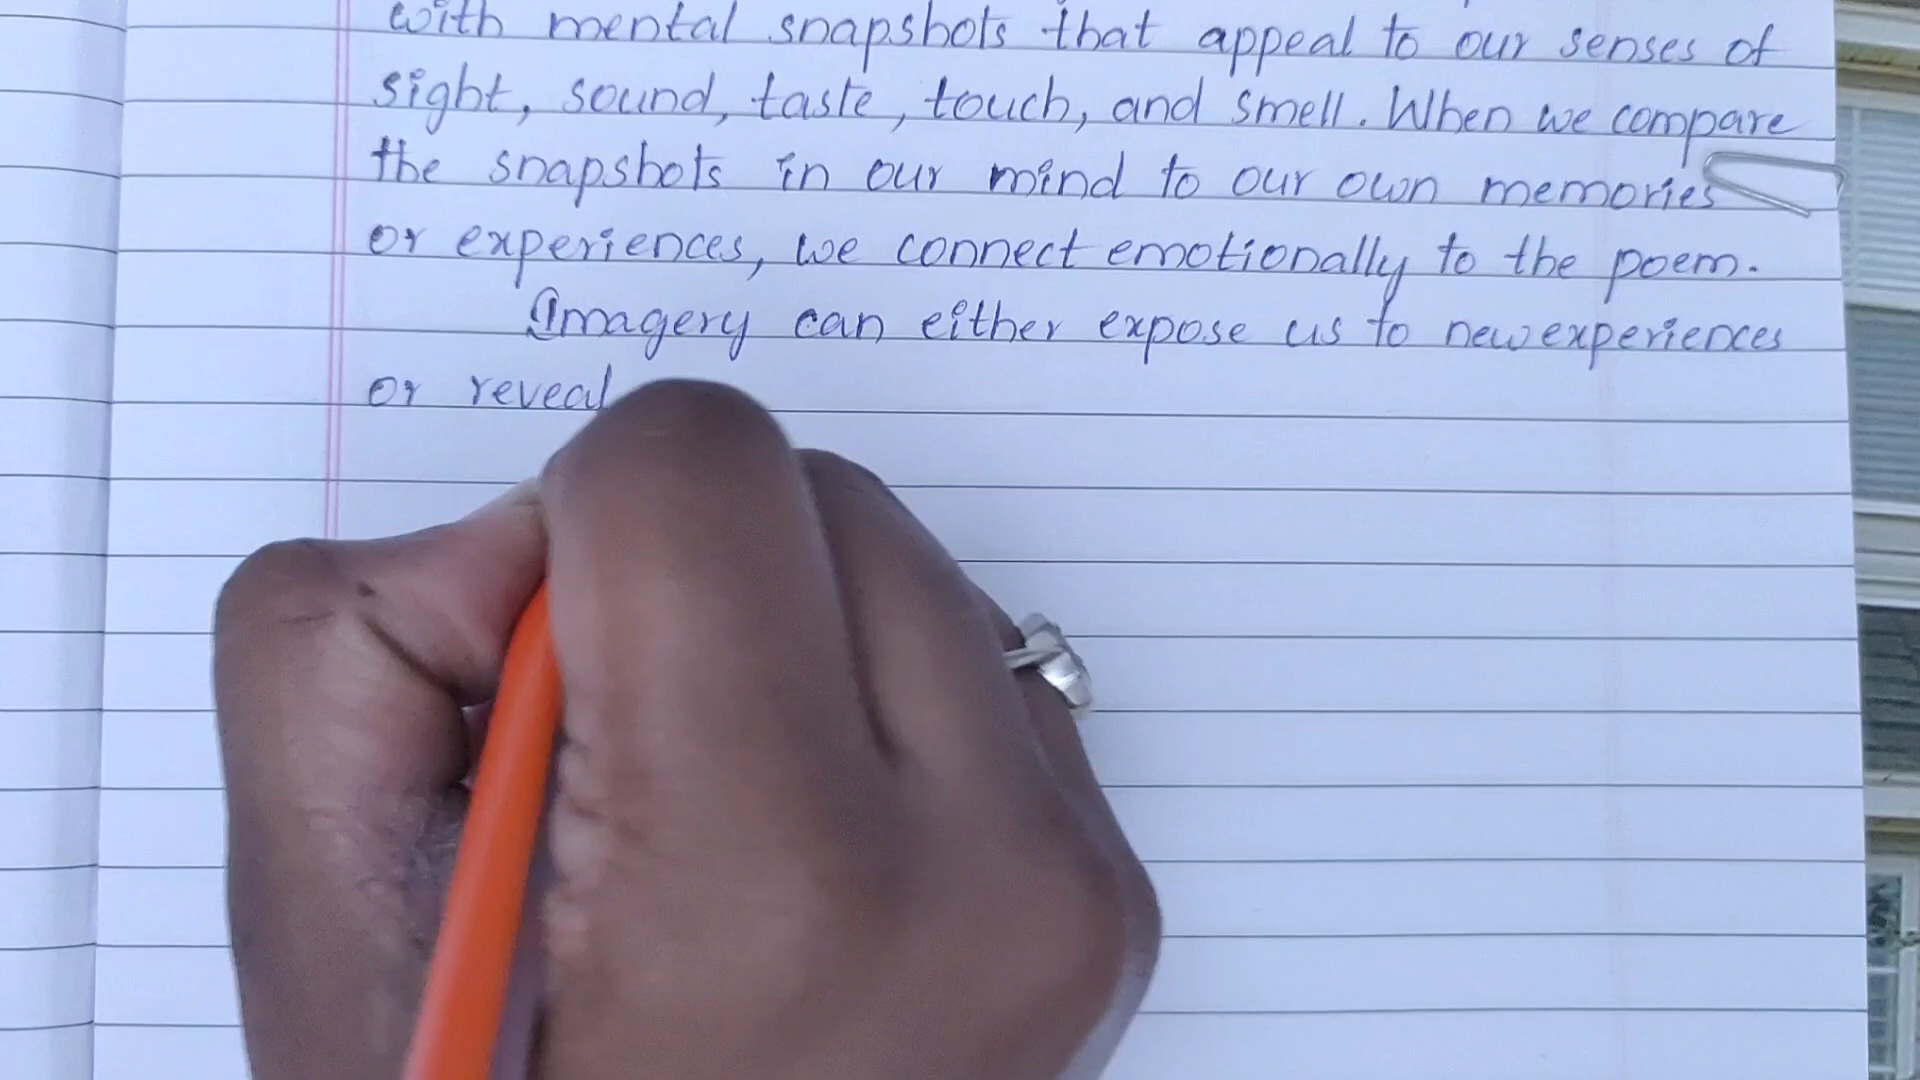 with mental snapshots that appeal to our senses of
sight, sound, taste, touch, and smell. When we compare
the snapshots in our mind to our own memories
or experiences, we connect emotionally to the poem.
Imagery can either expose us to new experiences
or reveal